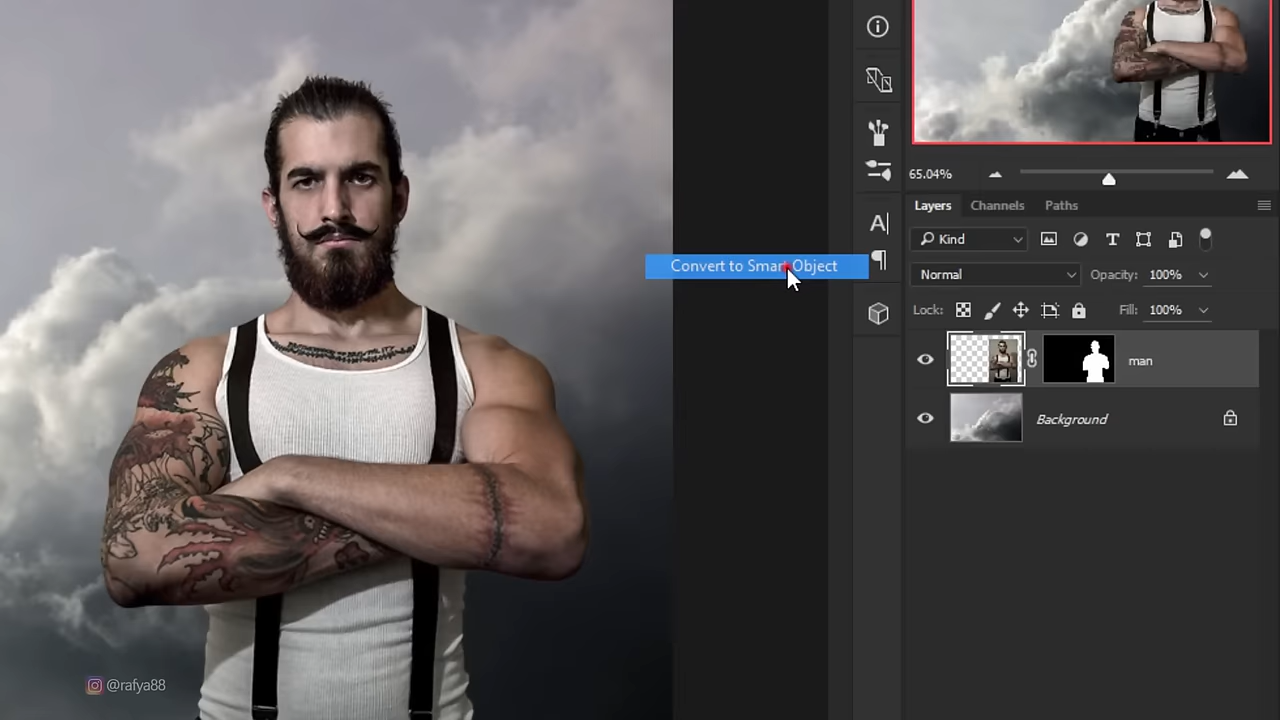 65.04%
Layers Channels Paths
Kind
Normal Opacity: 100%
Convert to Smart Object
Lock: Fill: 100%
man
Background
@rafya88